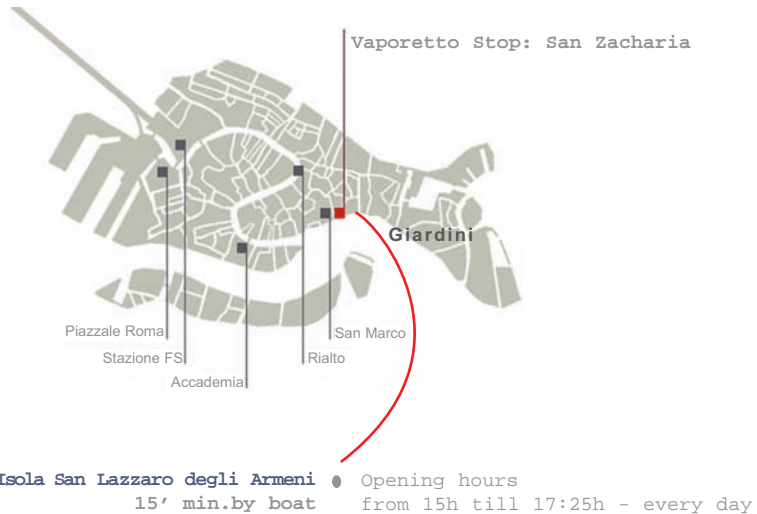 Vaporetto Stop: San Zacharia
Giardini
Piazzale Roma
San Marco
Stazione FS
Rialto
Accademia
Isola San Lazzaro degli Armeni
Opening hours
15′ min.by boat
from 15h till 17:25h - every day